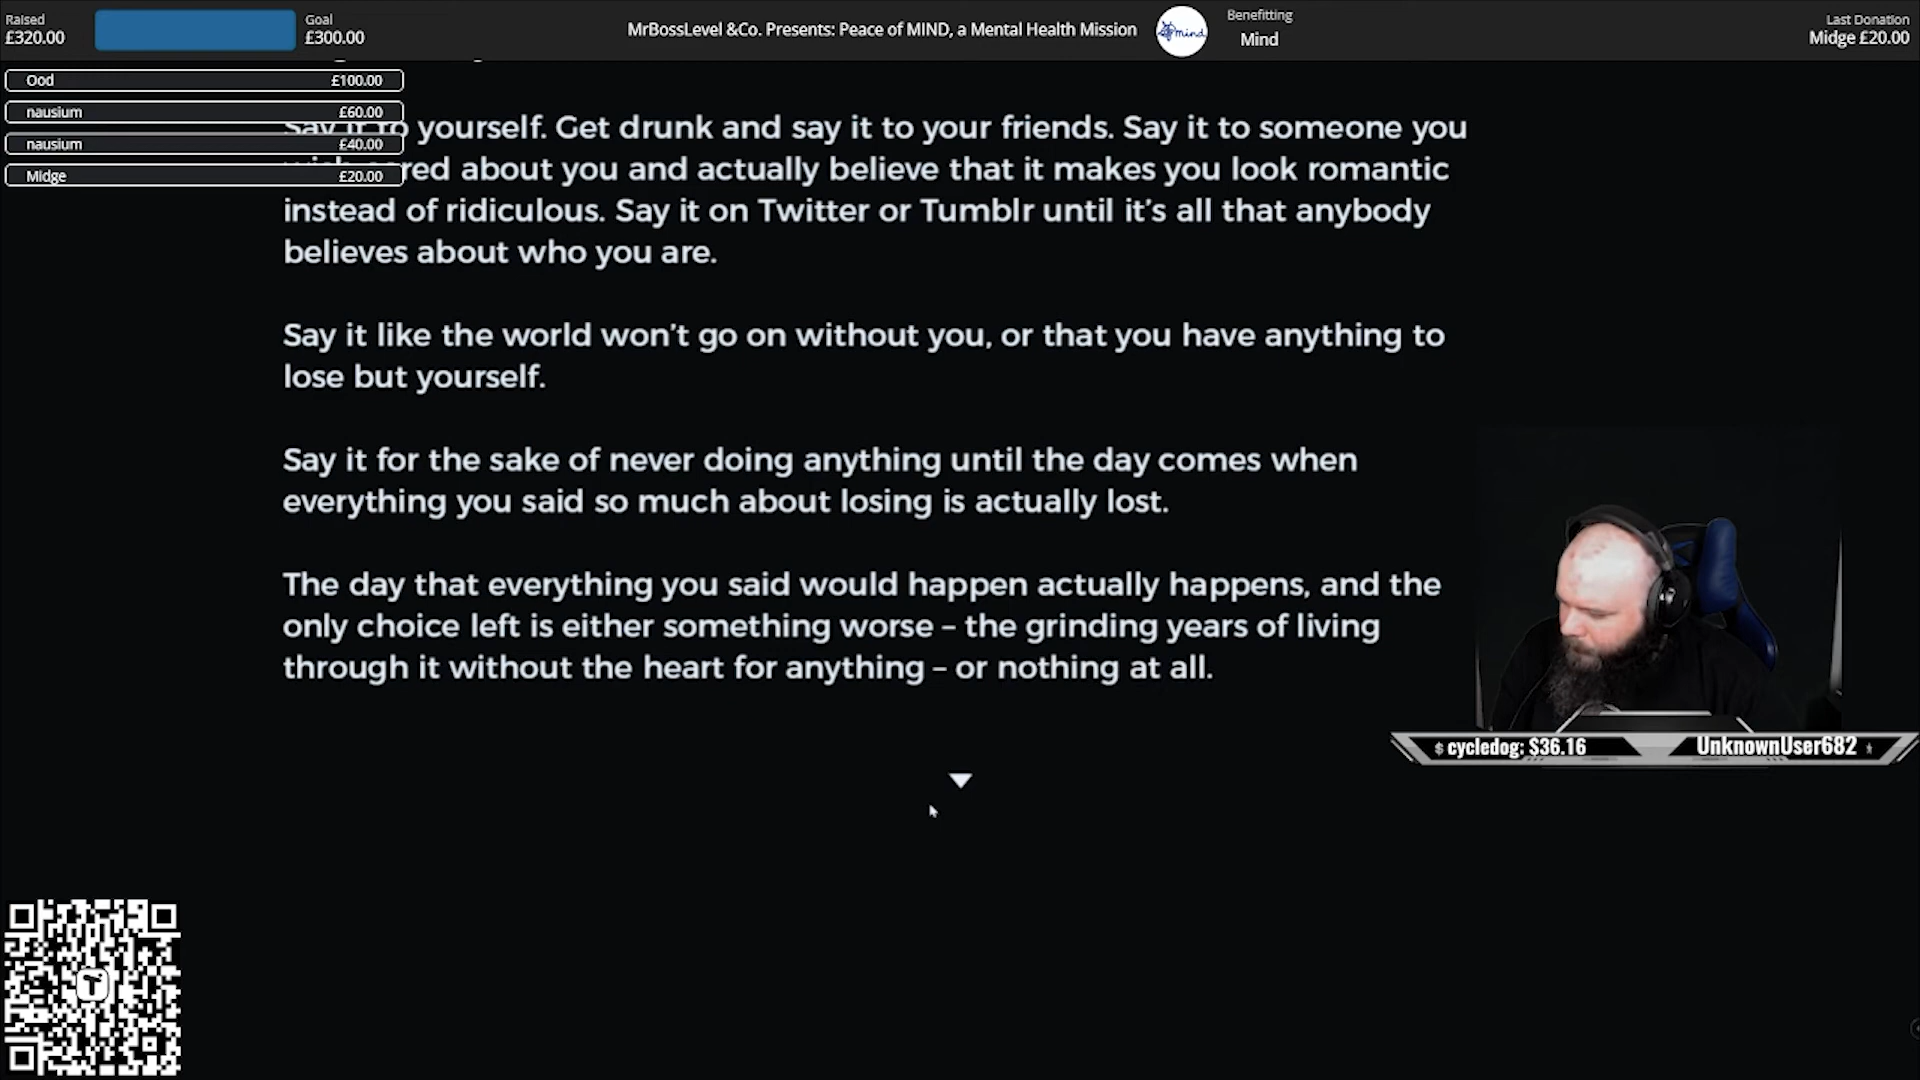 Raised
£320.00
Goal
£300.00
MrBossLevel &Co. Presents: Peace of MIND, a Mental Health Mission
mind
Benefitting
Mind
Last Donation
Midge £20.00
Ood £100.00
nausium £60.00
nausium £40.00
Midge £20.00
Say it to yourself. Get drunk and say it to your friends. Say it to someone you
about you and actually believe that it makes you look romantic
instead of ridiculous. Say it on Twitter or Tumblr until it's all that anybody
believes about who you are.
Say it like the world won't go on without you, or that you have anything to
lose but yourself.
Say it for the sake of never doing anything until the day comes when
everything you said so much about losing is actually lost.
The day that everything you said would happen actually happens, and the
only choice left is either something worse – the grinding years of living
through it without the heart for anything – or nothing at all.
$ cycledog: $36.16
UnknownUser682